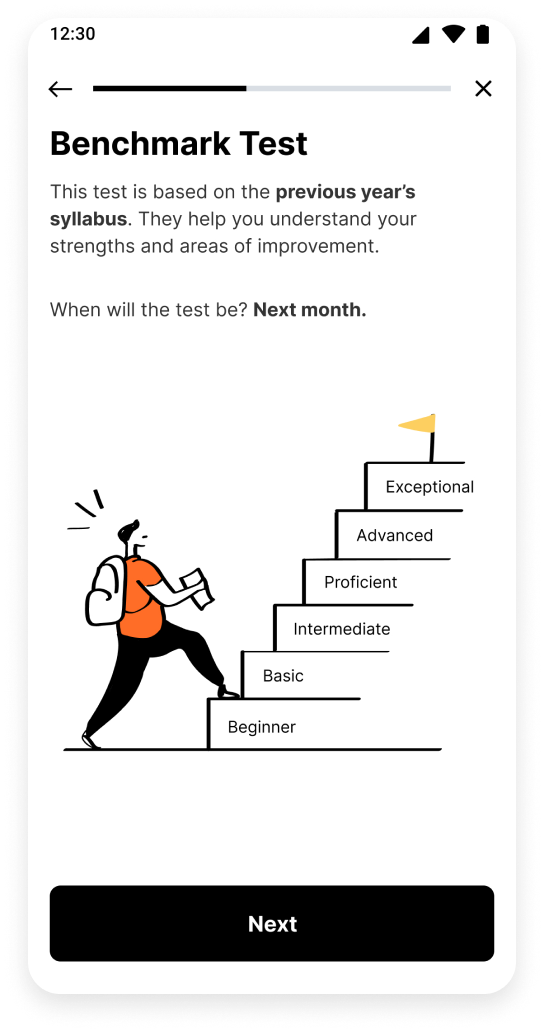 12:30
Benchmark Test
This test is based on the previous year’s
syllabus. They help you understand your
strengths and areas of improvement.
When will the test be? Next month.
Exceptional
Advanced
Proficient
Intermediate
Basic
Beginner
Next